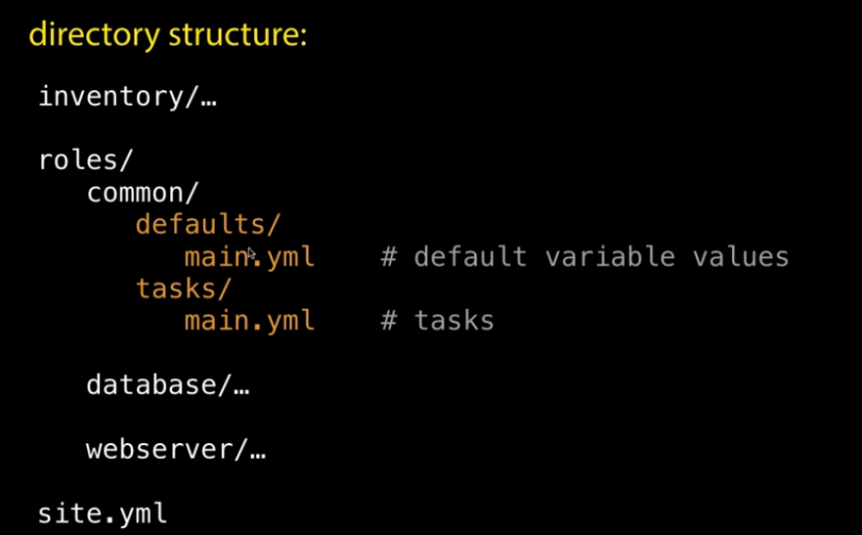 directory structure:
inventory/…
roles/
common/
defaults/
main.yml # default variable values
tasks/
main.yml # tasks
database/…
webserver/…
site.yml